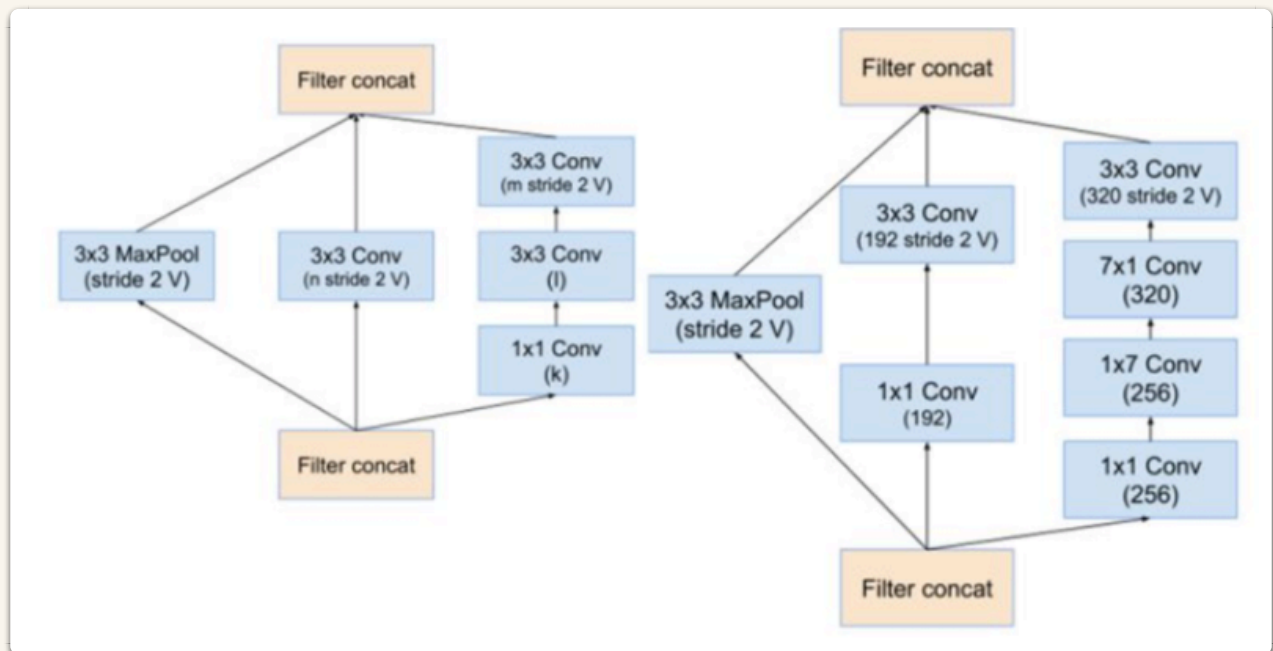 Filter concat
3x3 Conv
(m stride 2 V)
3x3 MaxPool
(stride 2 V)
3x3 Conv
(n stride 2 V)
3x3 Conv
(l)
1x1 Conv
(k)
Filter concat
Filter concat
3x3 Conv
(320 stride 2 V)
3x3 Conv
(192 stride 2 V)
7x1 Conv
(320)
3x3 MaxPool
(stride 2 V)
1x7 Conv
(256)
1x1 Conv
(192)
1x1 Conv
(256)
Filter concat